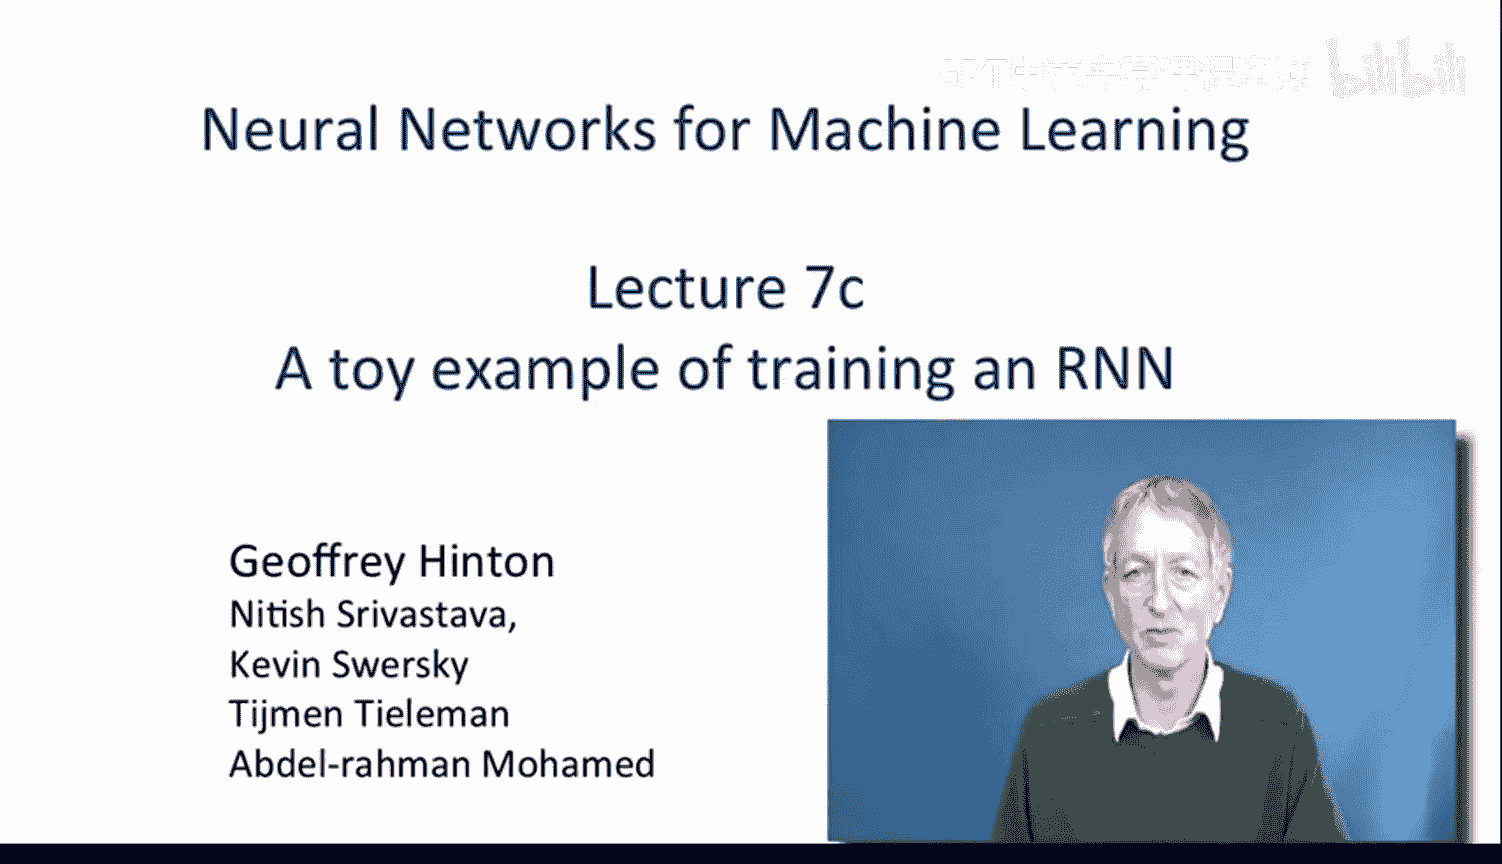 bilibili
Neural Networks for Machine Learning
Lecture 7c
A toy example of training an RNN
Geoffrey Hinton
Nitish Srivastava,
Kevin Swersky
Tijmen Tieleman
Abdel-rahman Mohamed